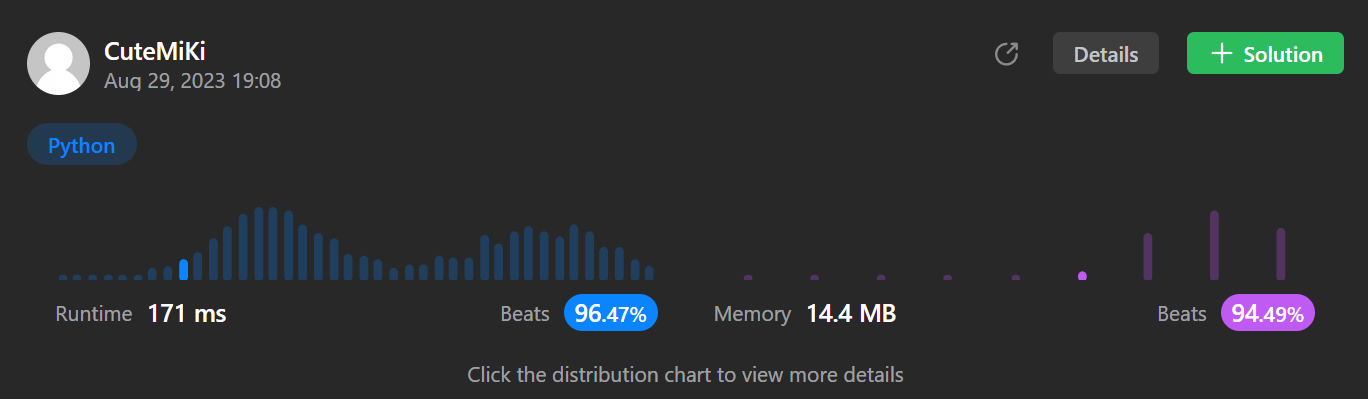 CuteMiKi
Details
Solution
Aug 29, 2023 19:08
Python
Runtime 171 ms Beats 96.47% Memory 14.4 MB Beats 94.49%
Click the distribution chart to view more details